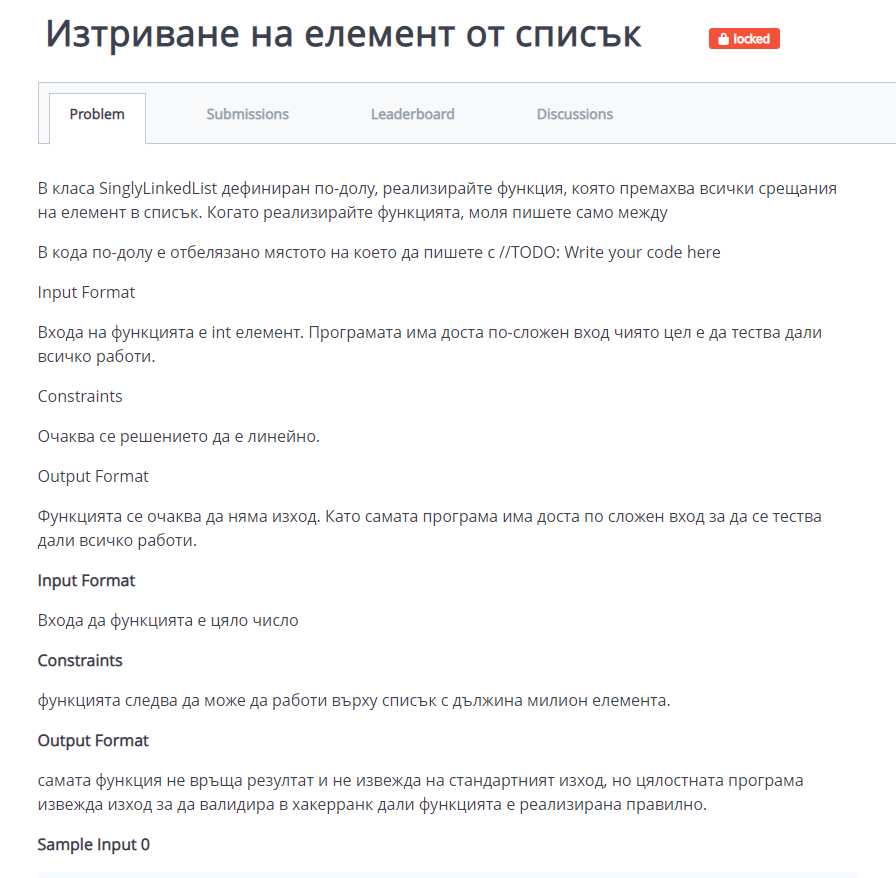 Изтриване на елемент от списък
locked
Problem
Submissions
Leaderboard
Discussions
В класа SinglyLinkedList дефиниран по-долу, реализирайте функция, която премахва всички срещания
на елемент в списък. Когато реализирайте функцията, моля пишете само между
В кода по-долу е отбелязано мястото на което да пишете с //TODO: Write your code here
Input Format
Входа на функцията е int елемент. Програмата има доста по-сложен вход чиято цел е да тества дали
всичко работи.
Constraints
Очаква се решението да е линейно.
Output Format
Функцията се очаква да няма изход. Като самата програма има доста по сложен вход за да се тества
дали всичко работи.
Input Format
Входа да функцията е цяло число
Constraints
функцията следва да може да работи върху списък с дължина милион елемента.
Output Format
самата функция не връща резултат и не извежда на стандартният изход, но цялостната програма
извежда изход за да валидира в хакерранк дали функцията е реализирана правилно.
Sample Input 0